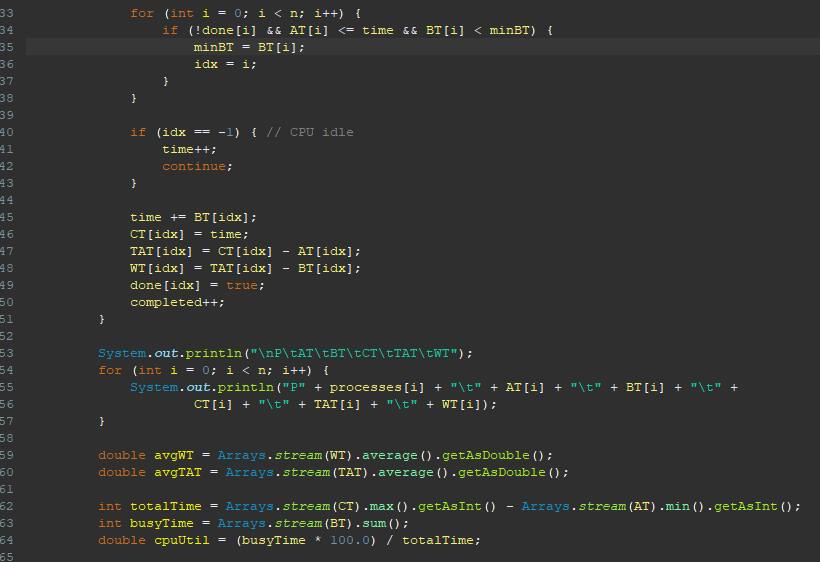 33 for (int i = 0; i < n; i++) {
34 if (!done[i] && AT[i] <= time && BT[i] < minBT) {
35 minBT = BT[i];
36 idx = i;
37 }
38 }
39
40 if (idx == -1) { // CPU idle
41 time++;
42 continue;
43 }
44
45 time += BT[idx];
46 CT[idx] = time;
47 TAT[idx] = CT[idx] - AT[idx];
48 WT[idx] = TAT[idx] - BT[idx];
49 done[idx] = true;
50 completed++;
51 }
52
53 System.out.println("\nP\tAT\tBT\tCT\tTAT\tWT");
54 for (int i = 0; i < n; i++) {
55 System.out.println("P" + processes[i] + "\t" + AT[i] + "\t" + BT[i] + "\t" +
56 CT[i] + "\t" + TAT[i] + "\t" + WT[i]);
57 }
58
59 double avgWT = Arrays.stream(WT).average().getAsDouble();
60 double avgTAT = Arrays.stream(TAT).average().getAsDouble();
61
62 int totalTime = Arrays.stream(CT).max().getAsInt() - Arrays.stream(AT).min().getAsInt();
63 int busyTime = Arrays.stream(BT).sum();
64 double cpuUtil = (busyTime * 100.0) / totalTime;
65